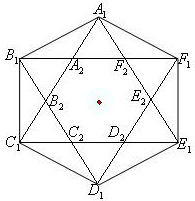 A₁
B₁ F₁
A₂ F₂
B₂ E₂
C₂ D₂
C₁ E₁
D₁